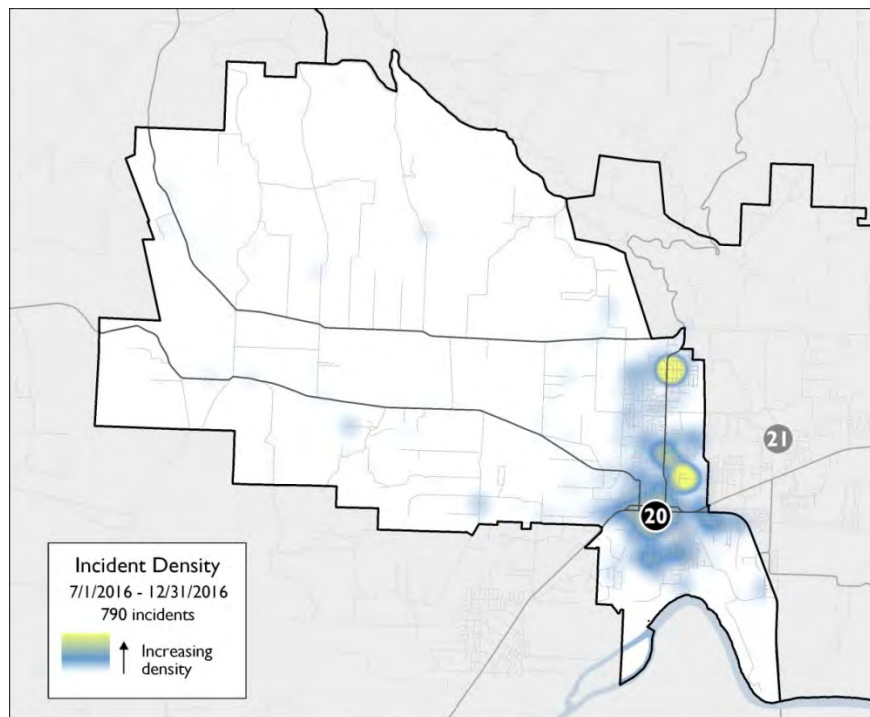 21
20
Incident Density
7/1/2016 - 12/31/2016
790 incidents
Increasing
density